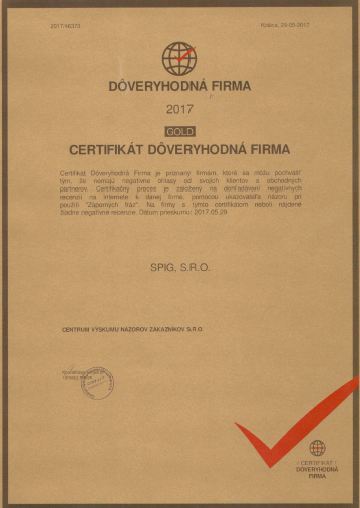 2017/46373
Košice, 29-05-2017
DÔVERYHODNÁ FIRMA
2017
GOLD
CERTIFIKÁT DÔVERYHODNÁ FIRMA
Certifikát Dôveryhodná Firma je priznaný firmám, ktoré sa môžu pochváliť
tým, že nemajú negatívne ohlasy od svojich klientov a obchodných
partnerov. Certifikačný proces je založený na dohľadávaní negatívnych
recenzií na internete k danej firme, pomocou ukazovateľa názoru pri
použití "Záporných fráz". Na firmy s týmto certifikátom neboli nájdené
žiadne negatívne recenzie. Dátum prieskumu: 2017.05.29
SPIG, S.R.O.
CENTRUM VÝSKUMU NÁZOROV ZÁKAZNÍKOV S.R.O.
/ CERTIFIKÁT /
DÔVERYHODNÁ
FIRMA